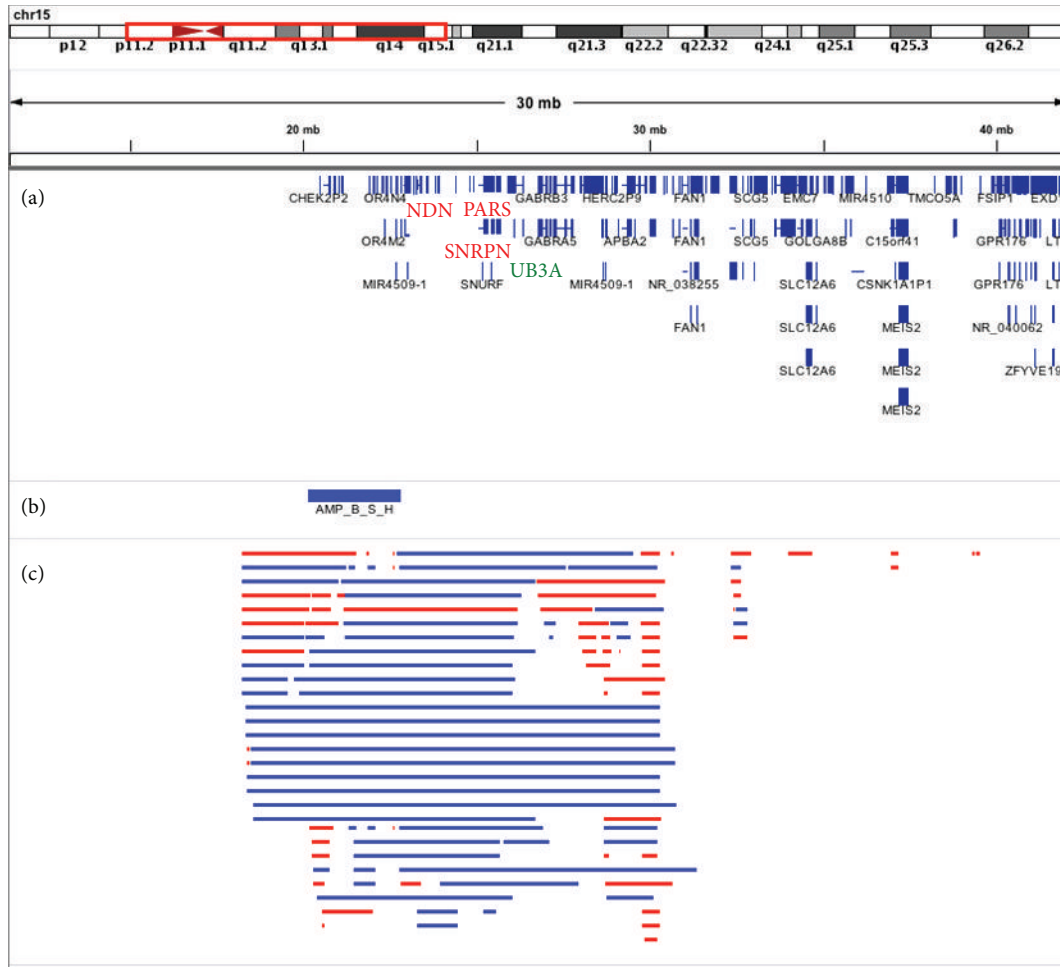 chr15
p12 p11.2 p11.1 q11.2 q13.1 q14 q15.1 q21.1 q21.3 q22.2 q22.32 q24.1 q25.1 q25.3 q26.2
30 mb
20 mb 30 mb 40 mb
(a)
CHEK2P2 OR4N4 GABRB3 HERC2P9 FAN1 SCG5 EMC7 MIR4510 TMCO5A FSIP1 EXD
NDN PARS
OR4M2 GABRA5 APBA2 FAN1 SCG5 GOLGA8B C15orf41 GPR176 LT
SNRPN
UB3A
MIR4509-1 SNURF MIR4509-1 NR_038255 SLC12A6 CSNK1A1P1 GPR176 LT
FAN1 SLC12A6 MEIS2 NR_040062
SLC12A6 MEIS2 ZFYVE19
MEIS2
(b)
AMP_B_S_H
(c)